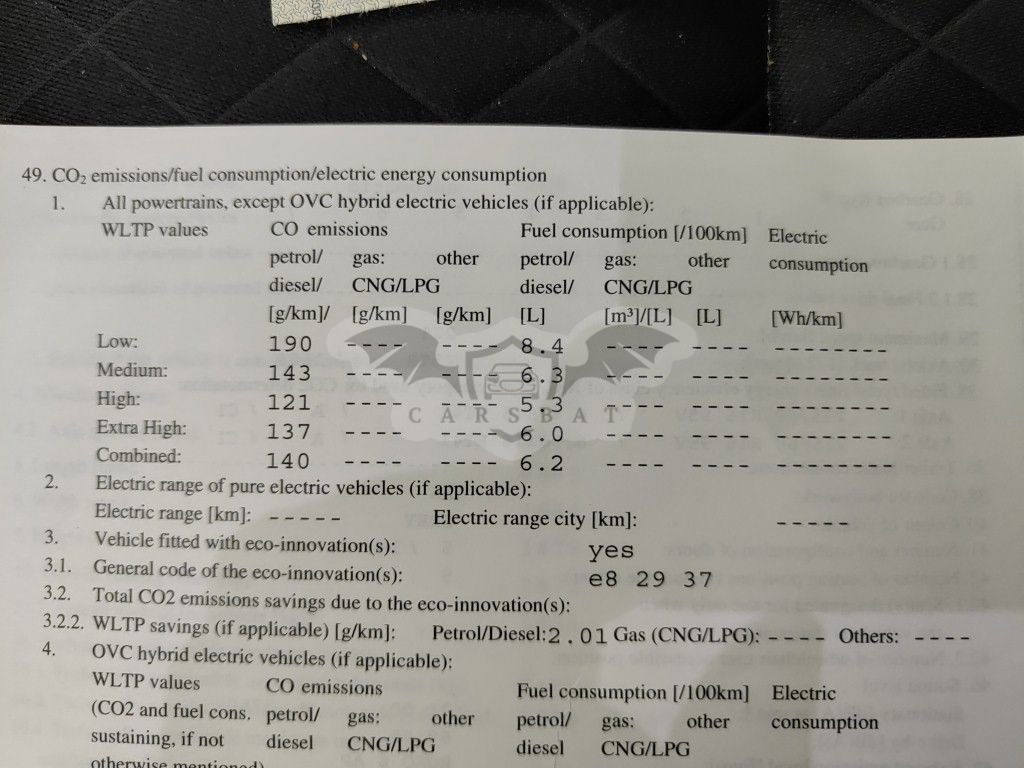 49. CO₂ emissions/fuel consumption/electric energy consumption
1. All powertrains, except OVC hybrid electric vehicles (if applicable):
WLTP values CO emissions Fuel consumption [/100km] Electric
petrol/ gas: other petrol/ gas: other consumption
diesel/ CNG/LPG diesel/ CNG/LPG
[g/km]/ [g/km] [g/km] [L] [m³]/[L] [L] [Wh/km]
Low: 190 ---- ---- 8.4 ---- ---- --------
Medium: 143 ---- ---- 6.3 ---- ---- --------
High: 121 ---- ---- 5.3 ---- ---- --------
CARSBAT
Extra High: 137 ---- ---- 6.0 ---- ---- --------
Combined: 140 ---- ---- 6.2 ---- ---- --------
2. Electric range of pure electric vehicles (if applicable):
Electric range [km]: ----- Electric range city [km]: -----
3. Vehicle fitted with eco-innovation(s): yes
3.1. General code of the eco-innovation(s): e8 29 37
3.2. Total CO2 emissions savings due to the eco-innovation(s):
3.2.2. WLTP savings (if applicable) [g/km]: Petrol/Diesel: 2.01 Gas (CNG/LPG): ---- Others: ----
4. OVC hybrid electric vehicles (if applicable):
WLTP values CO emissions Fuel consumption [/100km] Electric
(CO2 and fuel cons. petrol/ gas: other petrol/ gas: other consumption
sustaining, if not diesel CNG/LPG diesel CNG/LPG
otherwise mentioned)